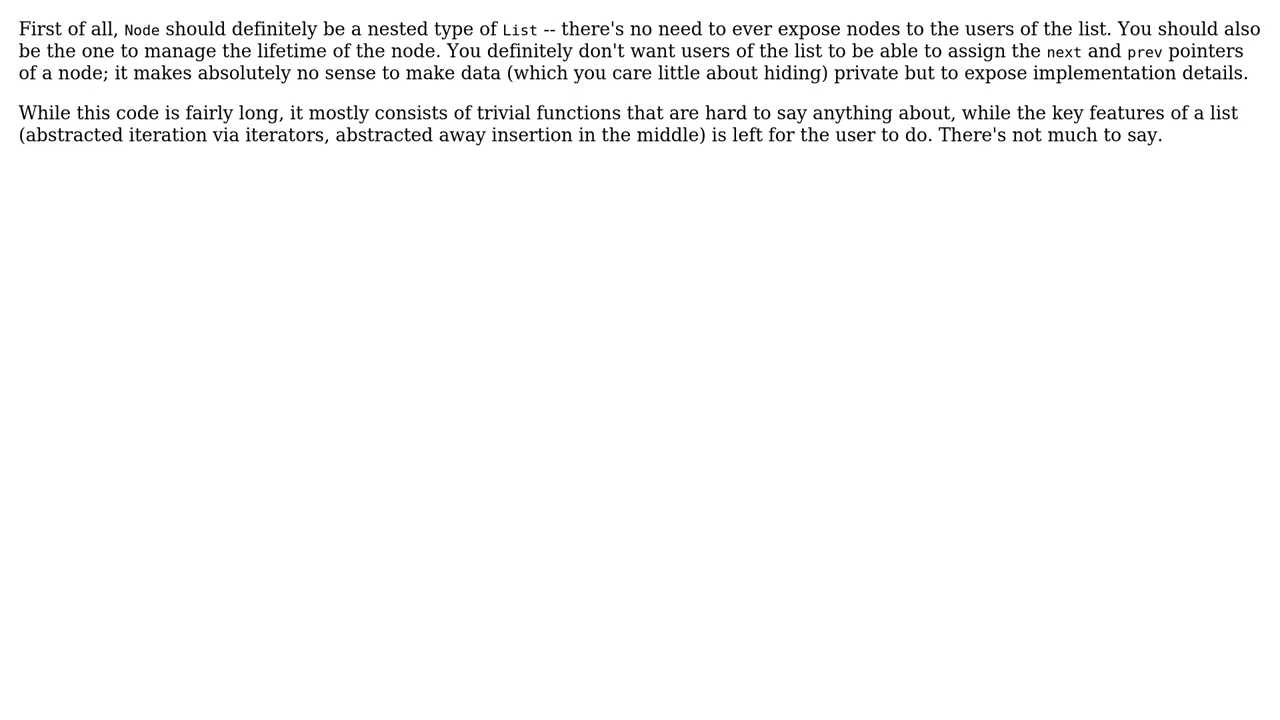 First of all, Node should definitely be a nested type of List -- there's no need to ever expose nodes to the users of the list. You should also
be the one to manage the lifetime of the node. You definitely don't want users of the list to be able to assign the next and prev pointers
of a node; it makes absolutely no sense to make data (which you care little about hiding) private but to expose implementation details.
While this code is fairly long, it mostly consists of trivial functions that are hard to say anything about, while the key features of a list
(abstracted iteration via iterators, abstracted away insertion in the middle) is left for the user to do. There's not much to say.